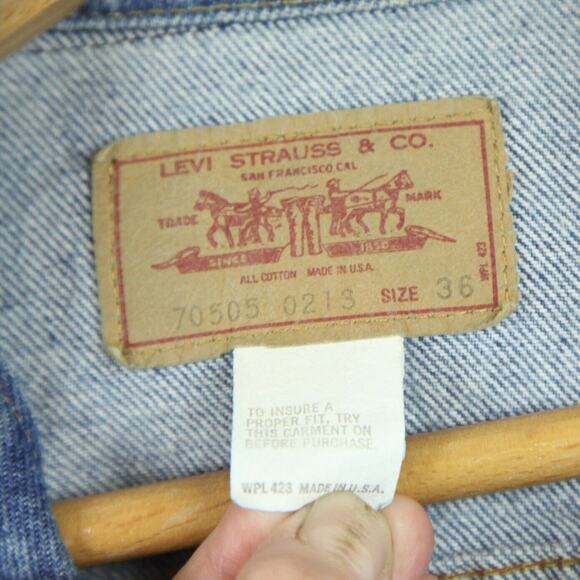 LEVI STRAUSS & CO.
SAN FRANCISCO, CAL
TRADE MARK
SINCE 1850
ALL COTTON MADE IN U.S.A.
70505 0213 SIZE 36
WPL 423
TO INSURE A
PROPER FIT, TRY
THIS GARMENT ON
BEFORE PURCHASE.
WPL 423 MADE IN U.S.A.